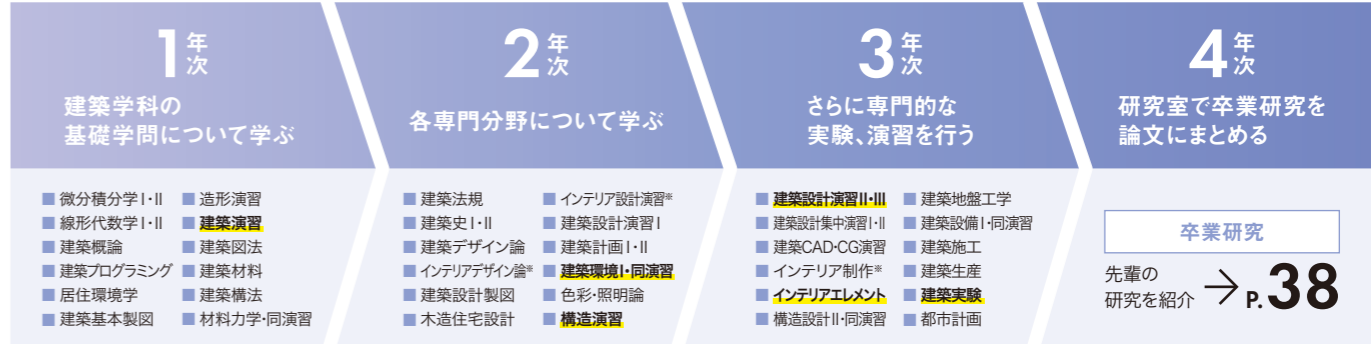 1年次
建築学科の
基礎学問について学ぶ
■ 微分積分学I・II
■ 線形代数学I・II
■ 建築概論
■ 建築プログラミング
■ 居住環境学
■ 建築基本製図
■ 造形演習
■ 建築演習
■ 建築図法
■ 建築材料
■ 建築構法
■ 材料力学・同演習
2年次
各専門分野について学ぶ
■ 建築法規
■ 建築史I・II
■ 建築デザイン論
■ インテリアデザイン論※
■ 建築設計製図
■ 木造住宅設計
■ インテリア設計演習※
■ 建築設計演習I
■ 建築計画I・II
■ 建築環境I・同演習
■ 色彩・照明論
■ 構造演習
3年次
さらに専門的な
実験、演習を行う
■ 建築設計演習II・III
■ 建築設計集中演習I・II
■ 建築CAD・CG演習
■ インテリア制作※
■ インテリアエレメント
■ 構造設計II・同演習
■ 建築地盤工学
■ 建築設備I・同演習
■ 建築施工
■ 建築生産
■ 建築実験
■ 都市計画
4年次
研究室で卒業研究を
論文にまとめる
卒業研究
先輩の
研究を紹介 → P.38